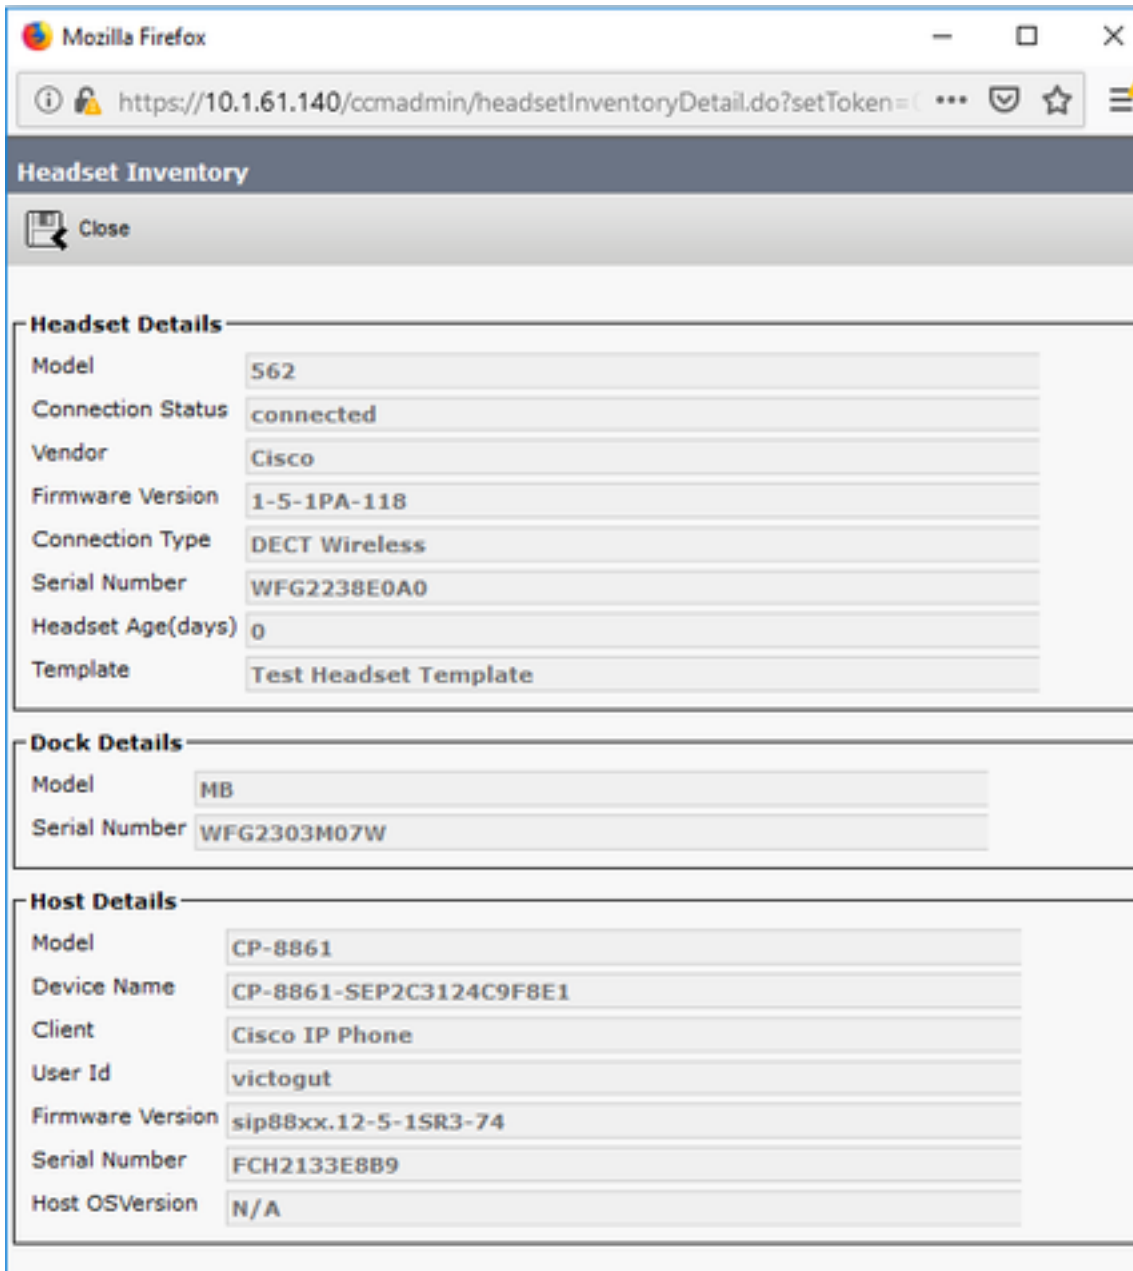 Mozilla Firefox
https://10.1.61.140/ccmadmin/headsetInventoryDetail.do?setToken=
Headset Inventory
Close
Headset Details
Model 562
Connection Status connected
Vendor Cisco
Firmware Version 1-5-1PA-118
Connection Type DECT Wireless
Serial Number WFG2238E0A0
Headset Age(days) 0
Template Test Headset Template
Dock Details
Model MB
Serial Number WFG2303M07W
Host Details
Model CP-8861
Device Name CP-8861-SEP2C3124C9F8E1
Client Cisco IP Phone
User Id victogut
Firmware Version sip88xx.12-5-1SR3-74
Serial Number FCH2133E8B9
Host OSVersion N/A